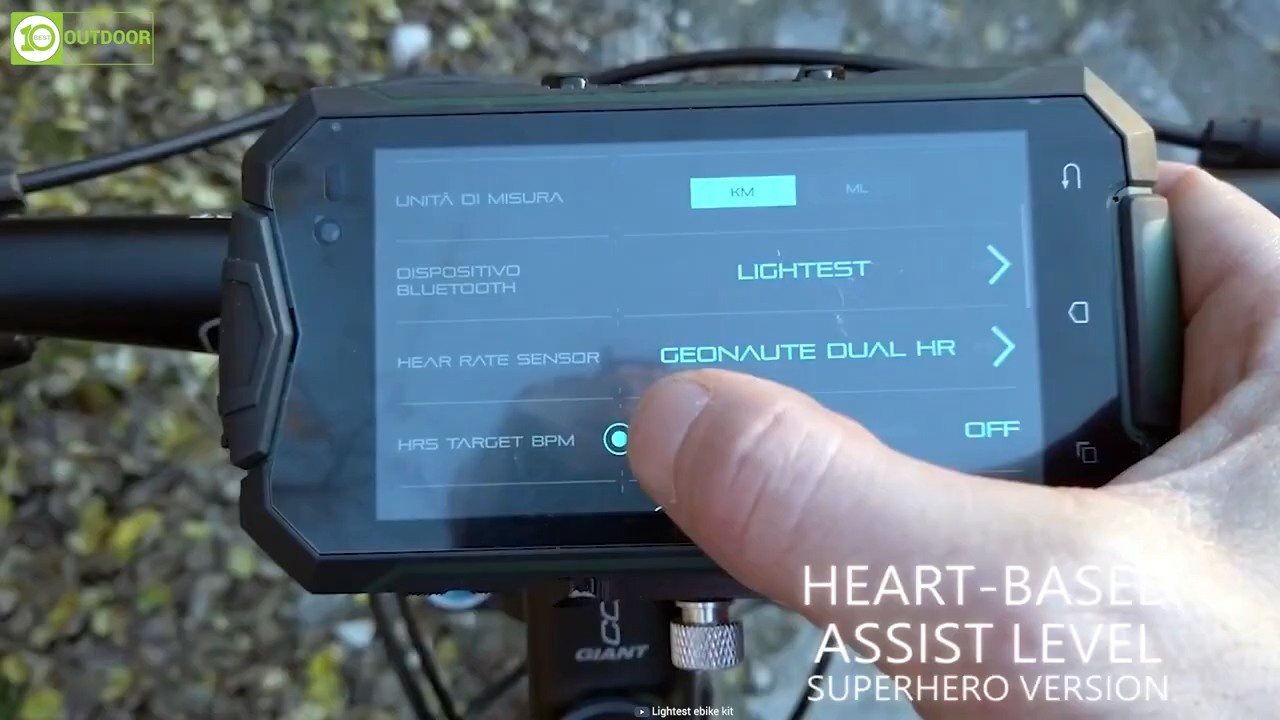 10
BEST
OUTDOOR
UNITÀ DI MISURA
KM
ML
DISPOSITIVO
BLUETOOTH
LIGHTEST
HEAR RATE SENSOR
GEONAUTE DUAL HR
HRS TARGET BPM
OFF
GIANT
HEART-BASED
ASSIST LEVEL
SUPERHERO VERSION
Lightest ebike kit